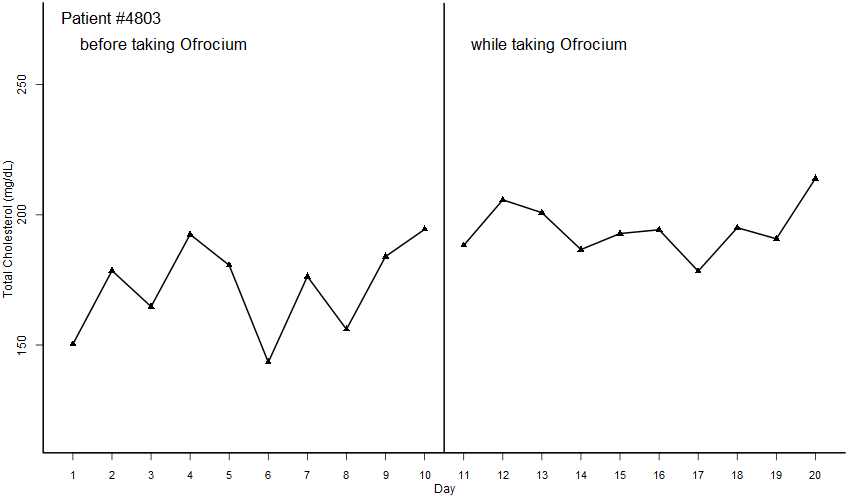 Patient #4803
before taking Ofrocium
while taking Ofrocium
Total Cholesterol (mg/dL)
250
200
150
1 2 3 4 5 6 7 8 9 10 11 12 13 14 15 16 17 18 19 20
Day